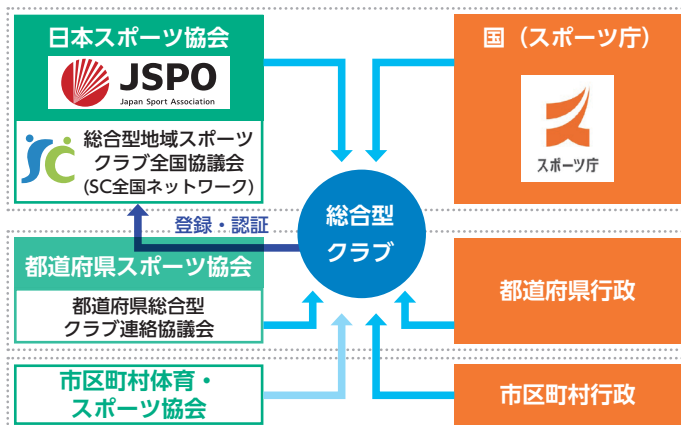 日本スポーツ協会
JSPO
Japan Sport Association
総合型地域スポーツ
クラブ全国協議会
(SC全国ネットワーク)
国（スポーツ庁）
スポーツ庁
総合型
クラブ
登録・認証
都道府県スポーツ協会
都道府県総合型
クラブ連絡協議会
都道府県行政
市区町村体育・
スポーツ協会
市区町村行政